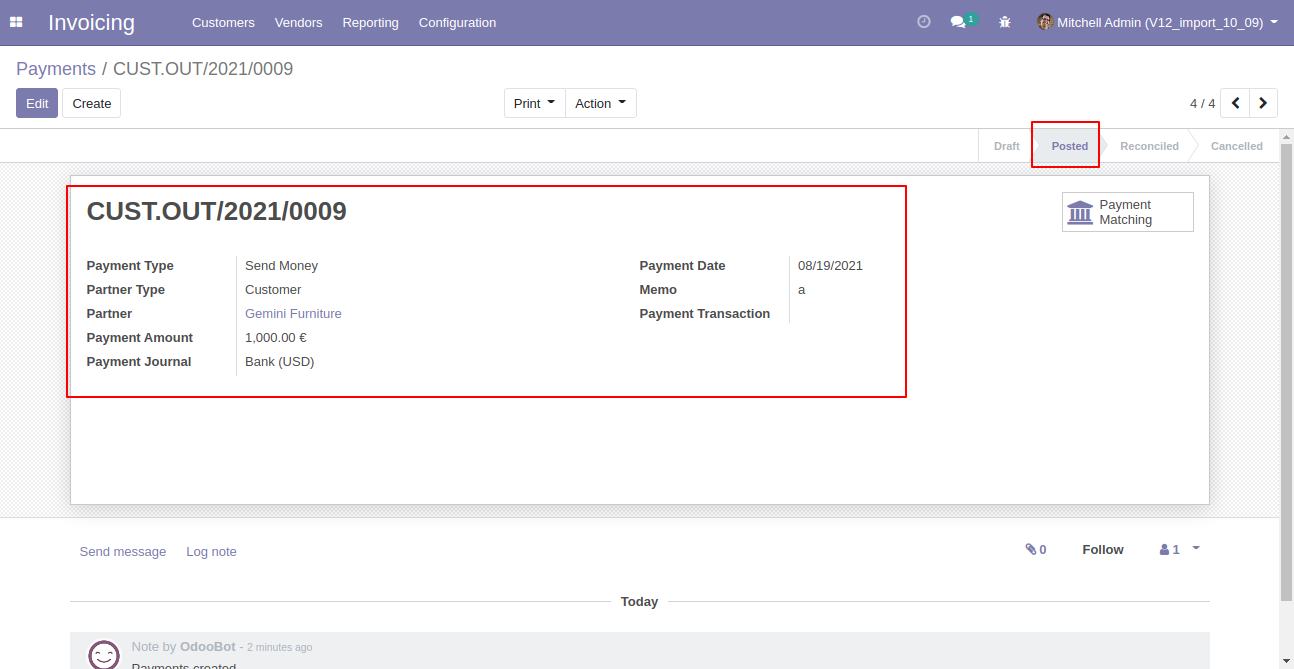 Invoicing Customers Vendors Reporting Configuration 1 Mitchell Admin (V12_import_10_09)
Payments / CUST.OUT/2021/0009
Edit Create Print Action 4 / 4
Draft Posted Reconciled Cancelled
CUST.OUT/2021/0009
Payment Matching
Payment Type Send Money
Partner Type Customer
Partner Gemini Furniture
Payment Amount 1,000.00 €
Payment Journal Bank (USD)
Payment Date 08/19/2021
Memo a
Payment Transaction
Send message Log note 0 Follow 1
Today
Note by OdooBot - 2 minutes ago
Payments created